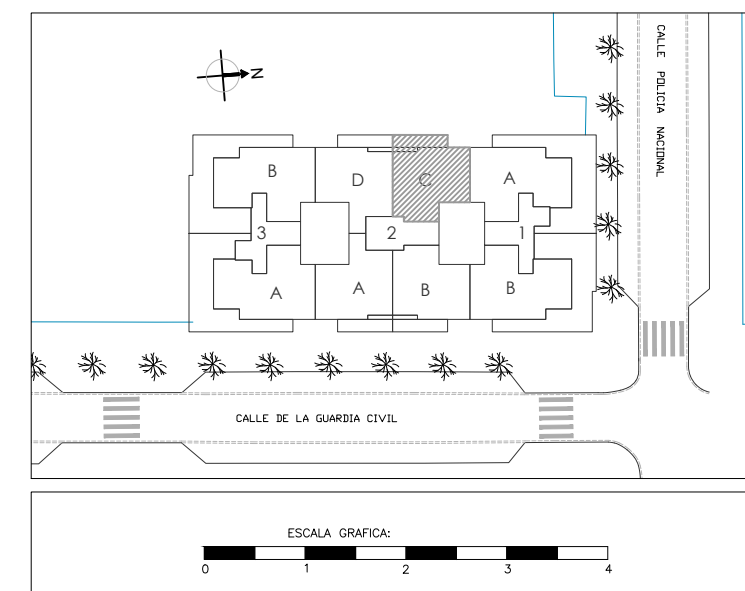 CALLE POLICIA NACIONAL
N
B
D
C
A
3
2
1
A
A
B
B
CALLE DE LA GUARDIA CIVIL
ESCALA GRAFICA:
0 1 2 3 4